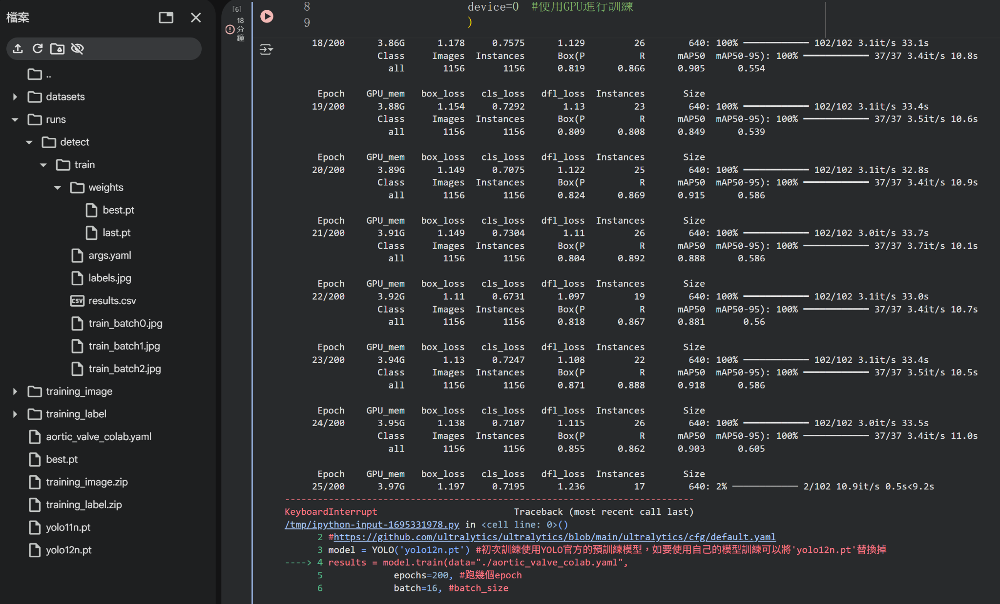 檔案
..
datasets
runs
detect
train
weights
best.pt
last.pt
args.yaml
labels.jpg
CSV results.csv
train_batch0.jpg
train_batch1.jpg
train_batch2.jpg
training_image
training_label
aortic_valve_colab.yaml
best.pt
training_image.zip
training_label.zip
yolo11n.pt
yolo12n.pt
[6]
18
分
鐘
8 device=0 #使用GPU進行訓練
9 )
18/200 3.86G 1.178 0.7575 1.129 26 640: 100% 102/102 3.1it/s 33.1s
Class Images Instances Box(P R mAP50 mAP50-95): 100% 37/37 3.4it/s 10.8s
all 1156 1156 0.819 0.866 0.905 0.554
Epoch GPU_mem box_loss cls_loss dfl_loss Instances Size
19/200 3.88G 1.154 0.7292 1.13 23 640: 100% 102/102 3.1it/s 33.4s
Class Images Instances Box(P R mAP50 mAP50-95): 100% 37/37 3.5it/s 10.6s
all 1156 1156 0.809 0.808 0.849 0.539
Epoch GPU_mem box_loss cls_loss dfl_loss Instances Size
20/200 3.89G 1.149 0.7075 1.122 25 640: 100% 102/102 3.1it/s 32.8s
Class Images Instances Box(P R mAP50 mAP50-95): 100% 37/37 3.4it/s 10.9s
all 1156 1156 0.824 0.869 0.915 0.586
Epoch GPU_mem box_loss cls_loss dfl_loss Instances Size
21/200 3.91G 1.149 0.7304 1.11 26 640: 100% 102/102 3.0it/s 33.7s
Class Images Instances Box(P R mAP50 mAP50-95): 100% 37/37 3.7it/s 10.1s
all 1156 1156 0.804 0.892 0.888 0.586
Epoch GPU_mem box_loss cls_loss dfl_loss Instances Size
22/200 3.92G 1.11 0.6731 1.097 19 640: 100% 102/102 3.1it/s 33.0s
Class Images Instances Box(P R mAP50 mAP50-95): 100% 37/37 3.4it/s 10.7s
all 1156 1156 0.818 0.867 0.881 0.56
Epoch GPU_mem box_loss cls_loss dfl_loss Instances Size
23/200 3.94G 1.13 0.7247 1.108 22 640: 100% 102/102 3.1it/s 33.4s
Class Images Instances Box(P R mAP50 mAP50-95): 100% 37/37 3.5it/s 10.5s
all 1156 1156 0.871 0.888 0.918 0.586
Epoch GPU_mem box_loss cls_loss dfl_loss Instances Size
24/200 3.95G 1.138 0.7107 1.115 26 640: 100% 102/102 3.0it/s 33.5s
Class Images Instances Box(P R mAP50 mAP50-95): 100% 37/37 3.4it/s 11.0s
all 1156 1156 0.855 0.862 0.903 0.605
Epoch GPU_mem box_loss cls_loss dfl_loss Instances Size
25/200 3.97G 1.197 0.7195 1.236 17 640: 2% 2/102 10.9it/s 0.5s<9.2s
---------------------------------------------------------------------------
KeyboardInterrupt Traceback (most recent call last)
/tmp/ipython-input-1695331978.py in <cell line: 0>()
2 #https://github.com/ultralytics/ultralytics/blob/main/ultralytics/cfg/default.yaml
3 model = YOLO('yolo12n.pt') #初次訓練使用YOLO官方的預訓練模型，如要使用自己的模型訓練可以將'yolo12n.pt'替換掉
----> 4 results = model.train(data="./aortic_valve_colab.yaml",
5 epochs=200, #跑幾個epoch
6 batch=16, #batch_size